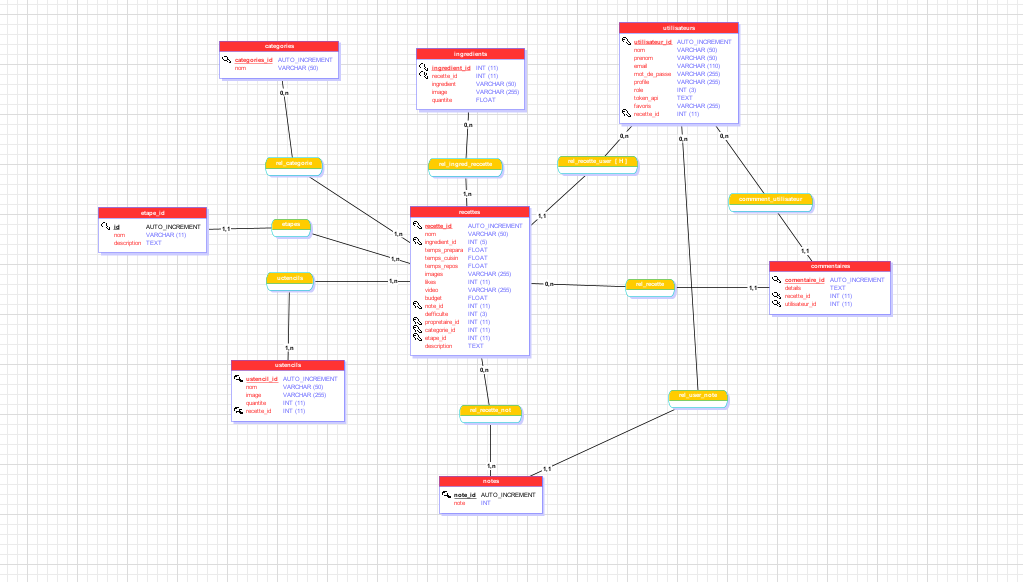 categories
categories_id AUTO_INCREMENT
nom VARCHAR (50)
ingredients
ingredient_id INT (11)
recette_id INT (11)
ingredient VARCHAR (50)
image VARCHAR (255)
quantite FLOAT
utilisateurs
utilisateur_id AUTO_INCREMENT
nom VARCHAR (50)
prenom VARCHAR (50)
email VARCHAR (110)
mot_de_passe VARCHAR (255)
profile VARCHAR (255)
role INT (3)
token_api TEXT
favoris VARCHAR (255)
recette_id INT (11)
0,n
0,n
0,n
0,n
0,n
rel_categorie
rel_ingred_reccette
rel_recette_user [ H ]
1,n
commment_utilisateur
etape_id
id AUTO_INCREMENT
nom VARCHAR (11)
description TEXT
1,1
etapes
1,n
1,n
1,1
1,1
recettes
recette_id AUTO_INCREMENT
nom VARCHAR (50)
ingredient_id INT (5)
temps_prepara FLOAT
temps_cuisin FLOAT
temps_repos FLOAT
images VARCHAR (255)
likes INT (11)
video VARCHAR (255)
budget FLOAT
note_id INT (11)
defficulte INT (3)
proprietaire_id INT (11)
categorie_id INT (11)
etape_id INT (11)
description TEXT
commentaires
comentaire_id AUTO_INCREMENT
details TEXT
recette_id INT (11)
utilisateur_id INT (11)
ustencils
1,n
0,n
rel_recette
1,1
1,n
ustencils
ustencil_id AUTO_INCREMENT
nom VARCHAR (50)
image VARCHAR (255)
quantite INT (11)
recette_id INT (11)
0,n
rel_user_note
rel_recette_not
1,n
1,1
notes
note_id AUTO_INCREMENT
note INT